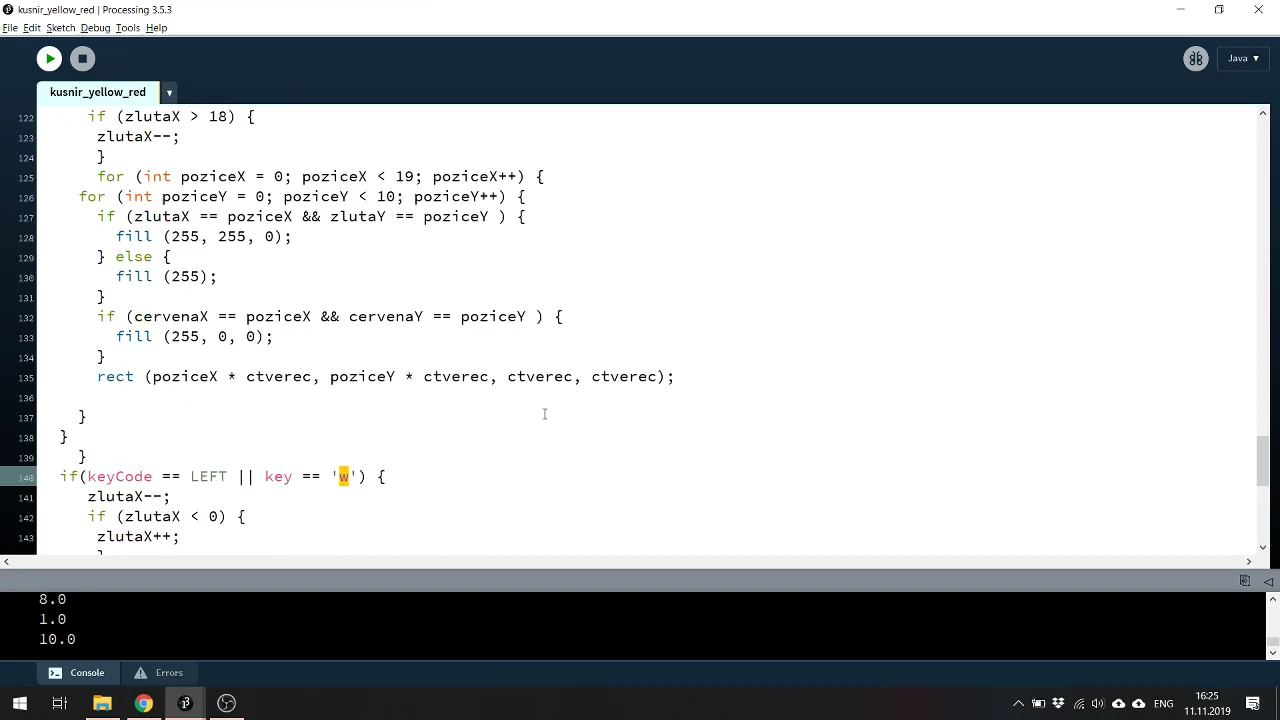 kusnir_yellow_red | Processing 3.5.3
File Edit Sketch Debug Tools Help
Java ▾
kusnir_yellow_red
122 if (zlutaX > 18) {
123 zlutaX--;
124 }
125 for (int poziceX = 0; poziceX < 19; poziceX++) {
126 for (int poziceY = 0; poziceY < 10; poziceY++) {
127 if (zlutaX == poziceX && zlutaY == poziceY ) {
128 fill (255, 255, 0);
129 } else {
130 fill (255);
131 }
132 if (cervenaX == poziceX && cervenaY == poziceY ) {
133 fill (255, 0, 0);
134 }
135 rect (poziceX * ctverec, poziceY * ctverec, ctverec, ctverec);
136
137 }
138 }
139 }
140 if(keyCode == LEFT || key == 'w') {
141 zlutaX--;
142 if (zlutaX < 0) {
143 zlutaX++;
8.0
1.0
10.0
Console Errors
ENG
16:25
11.11.2019